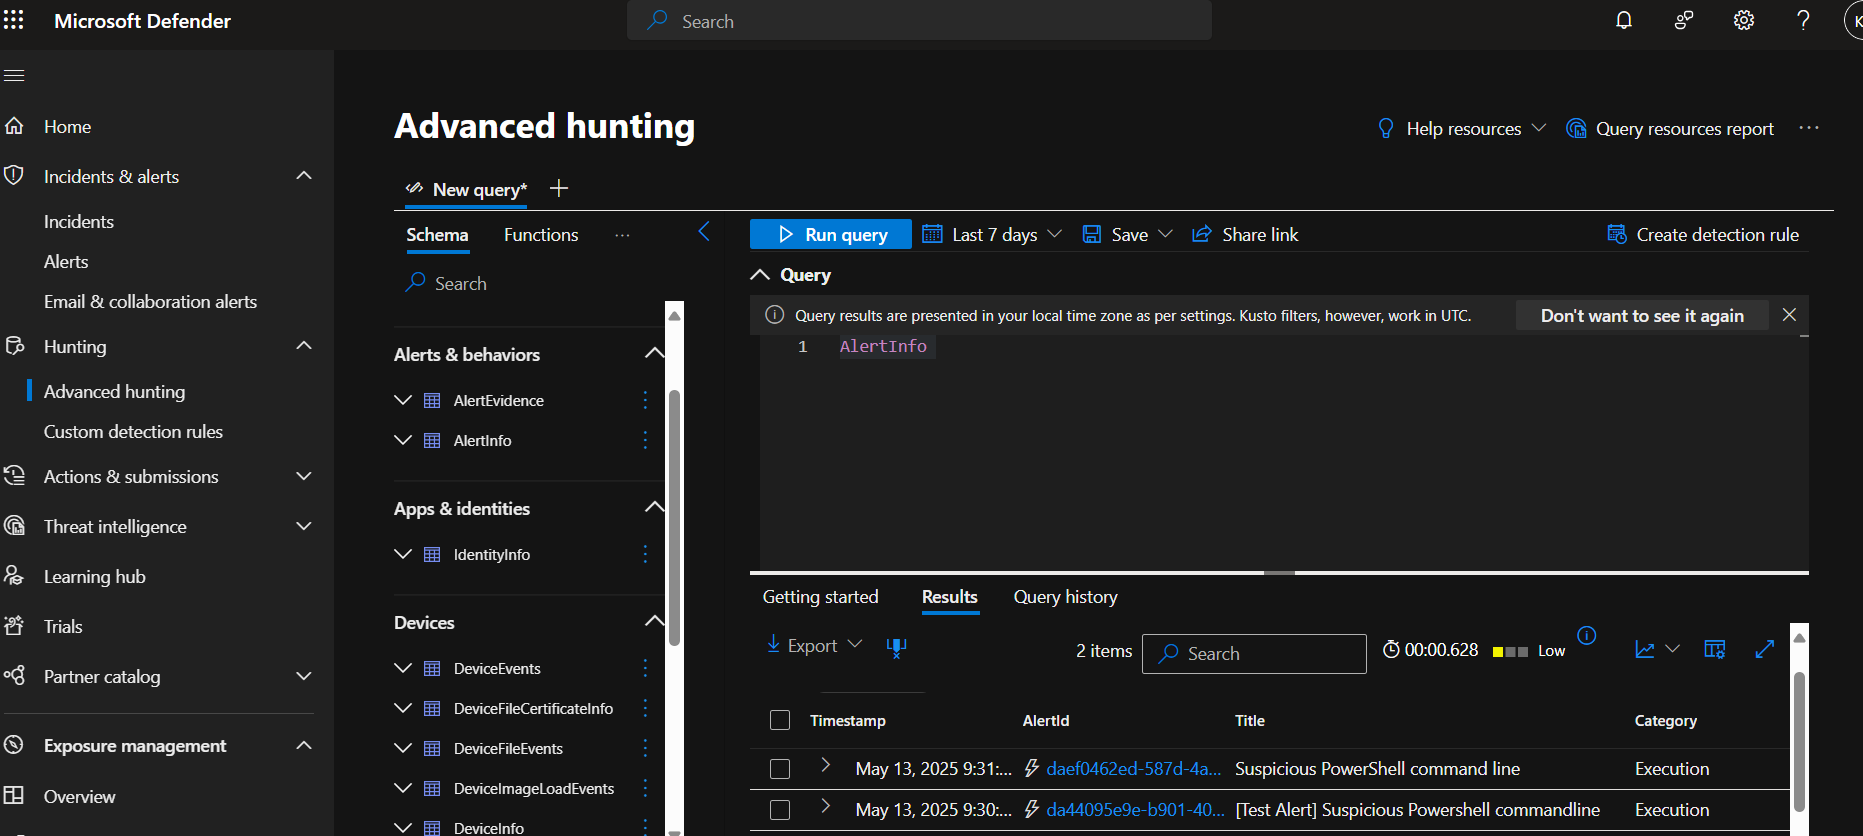 Microsoft Defender
Search
K
Home
Incidents & alerts
Incidents
Alerts
Email & collaboration alerts
Hunting
Advanced hunting
Custom detection rules
Actions & submissions
Threat intelligence
Learning hub
Trials
Partner catalog
Exposure management
Overview
Advanced hunting
Help resources
Query resources report
New query*
Schema
Functions
Search
Alerts & behaviors
AlertEvidence
AlertInfo
Apps & identities
IdentityInfo
Devices
DeviceEvents
DeviceFileCertificateInfo
DeviceFileEvents
DeviceImageLoadEvents
DeviceInfo
Run query
Last 7 days
Save
Share link
Create detection rule
Query
Query results are presented in your local time zone as per settings. Kusto filters, however, work in UTC.
Don't want to see it again
1 AlertInfo
Getting started
Results
Query history
Export
2 items
Search
00:00.628
Low
Timestamp AlertId Title Category
May 13, 2025 9:31:... daef0462ed-587d-4a... Suspicious PowerShell command line Execution
May 13, 2025 9:30:... da44095e9e-b901-40... [Test Alert] Suspicious Powershell commandline Execution